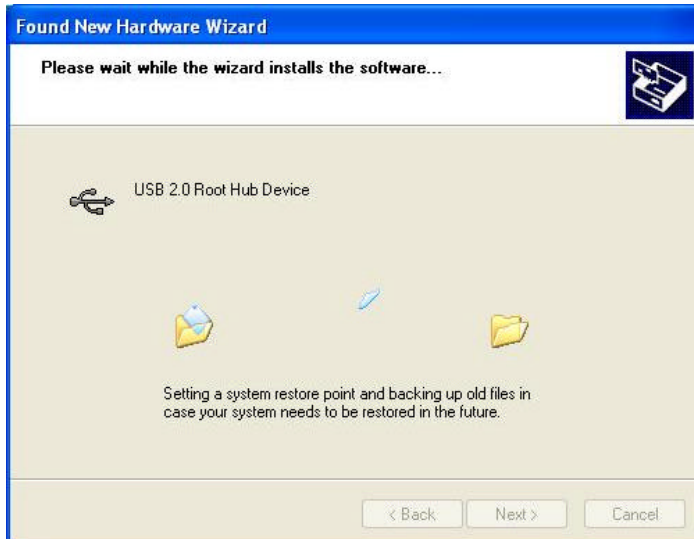 Found New Hardware Wizard
Please wait while the wizard installs the software...
USB 2.0 Root Hub Device
Setting a system restore point and backing up old files in
case your system needs to be restored in the future.
< Back Next > Cancel